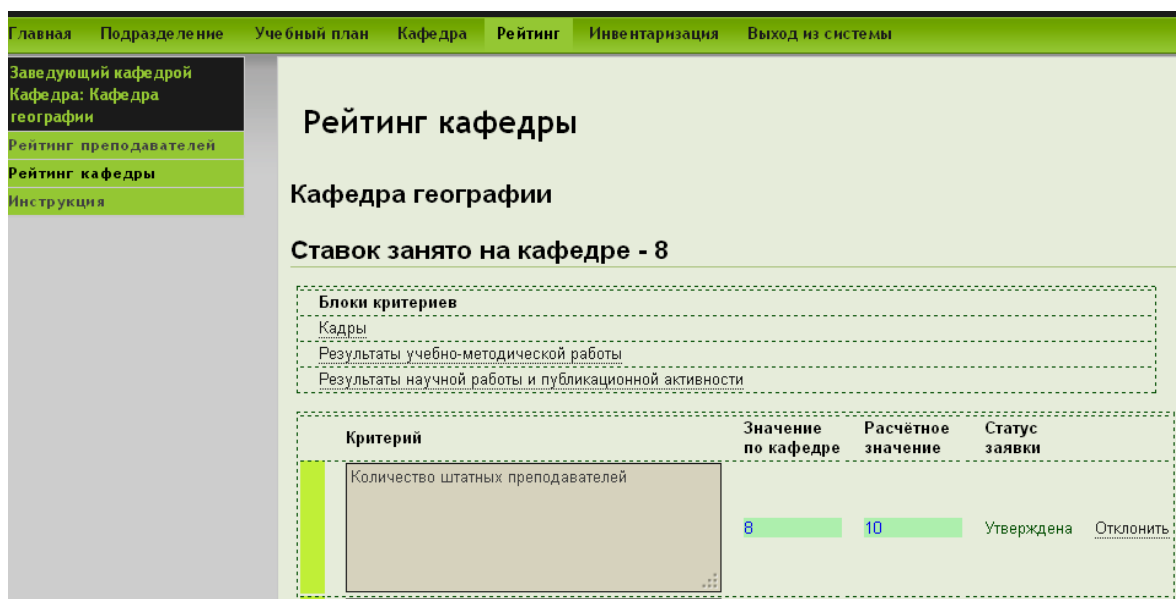 Главная Подразделение Учебный план Кафедра Рейтинг Инвентаризация Выход из системы
Заведующий кафедрой
Кафедра: Кафедра
географии
Рейтинг преподавателей
Рейтинг кафедры
Инструкция
Рейтинг кафедры
Кафедра географии
Ставок занято на кафедре - 8
Блоки критериев
Кадры
Результаты учебно-методической работы
Результаты научной работы и публикационной активности
Критерий Значение по кафедре Расчётное значение Статус заявки
Количество штатных преподавателей
8 10 Утверждена Отклонить